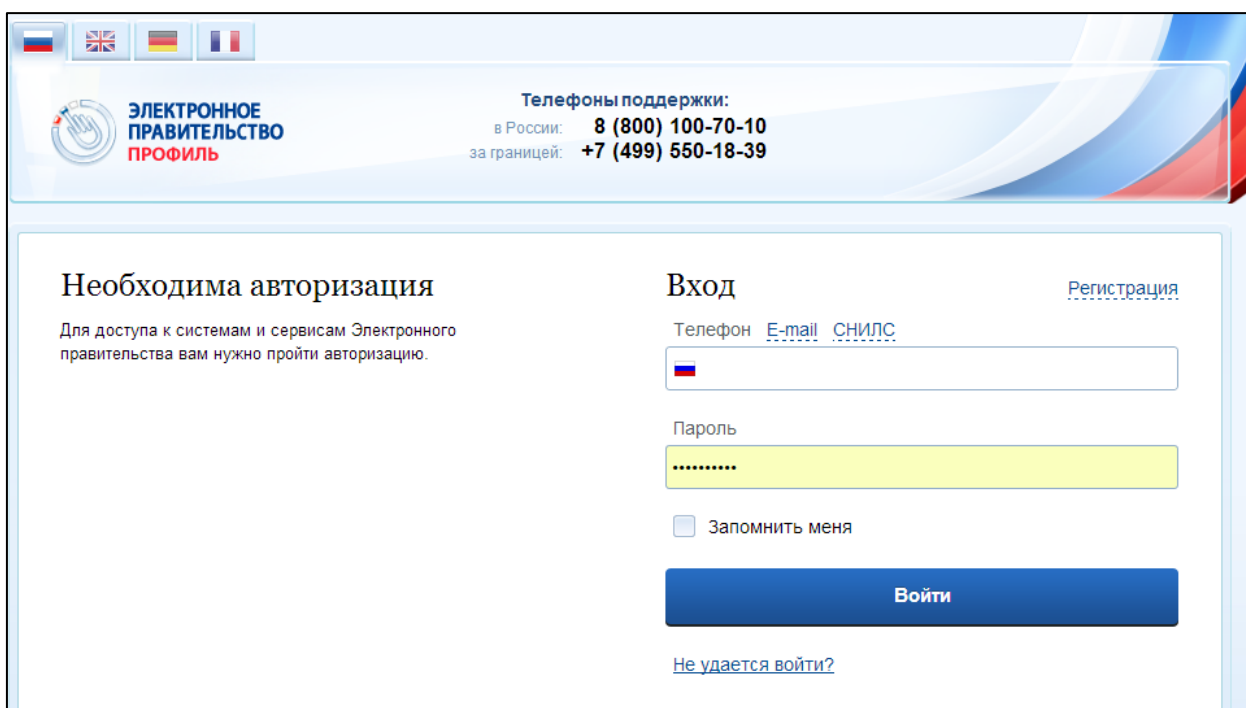 ЭЛЕКТРОННОЕ
ПРАВИТЕЛЬСТВО
ПРОФИЛЬ
Телефоны поддержки:
в России: 8 (800) 100-70-10
за границей: +7 (499) 550-18-39
Необходима авторизация
Для доступа к системам и сервисам Электронного
правительства вам нужно пройти авторизацию.
Вход
Регистрация
Телефон E-mail СНИЛС
Пароль
••••••••••
Запомнить меня
Войти
Не удается войти?